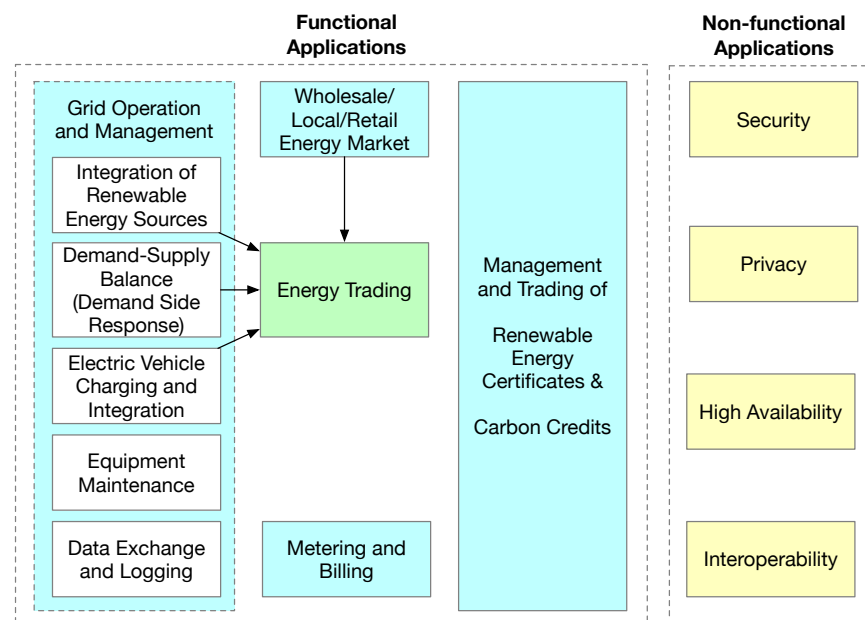 Functional
Applications
Non-functional
Applications
Grid Operation
and Management
Integration of
Renewable
Energy Sources
Demand-Supply
Balance
(Demand Side
Response)
Electric Vehicle
Charging and
Integration
Equipment
Maintenance
Data Exchange
and Logging
Wholesale/
Local/Retail
Energy Market
Energy Trading
Metering and
Billing
Management
and Trading of
Renewable
Energy
Certificates &
Carbon Credits
Security
Privacy
High Availability
Interoperability